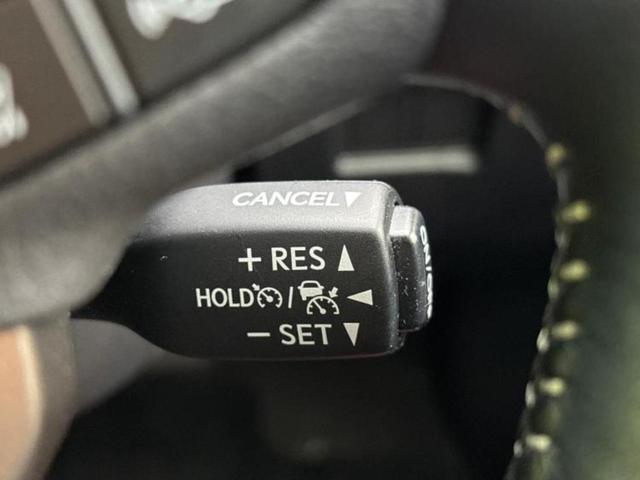 CANCEL▼
+ RES ▲
HOLD / ◀
− SET ▼